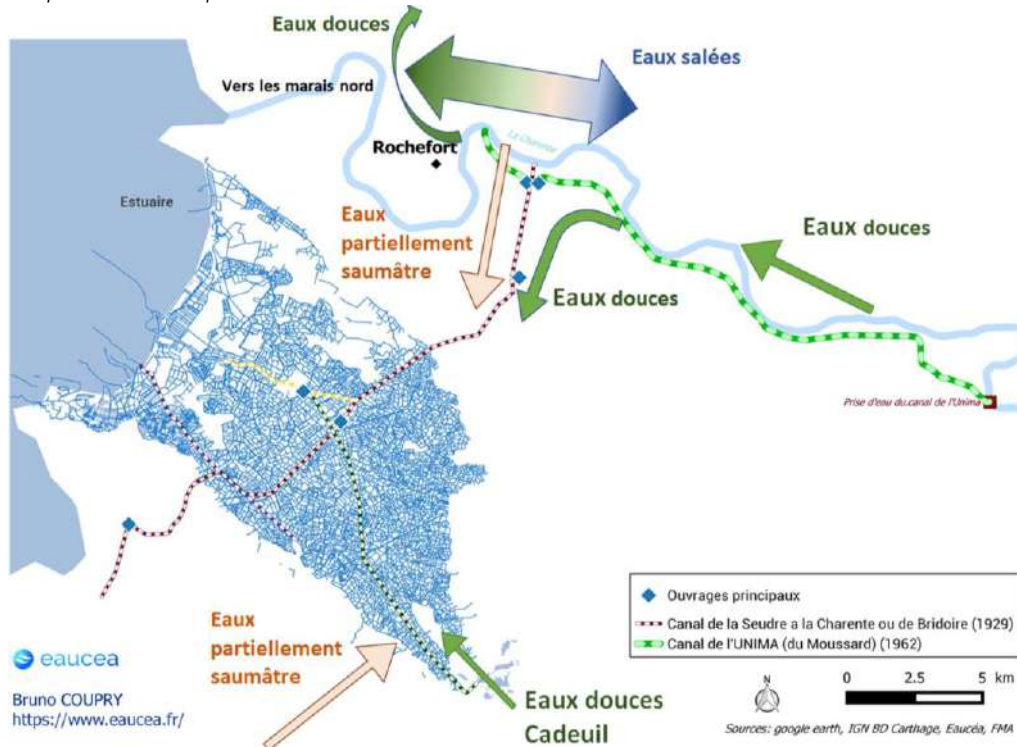 Eaux douces
Eaux salées
Vers les marais nord
La Charente
Rochefort
Estuaire
Eaux
partiellement
saumâtre
Eaux douces
Eaux douces
Prise d'eau du canal de l'Unima
Ouvrages principaux
Canal de la Seudre a la Charente ou de Bridoire (1929)
Canal de l'UNIMA (du Moussard) (1962)
Eaux
partiellement
saumâtre
eaucea
Bruno COUPRY
https://www.eaucea.fr/
Eaux douces
Cadeuil
N
0 2.5 5 km
Sources: google earth, IGN BD Carthage, Eaucéa, FMA